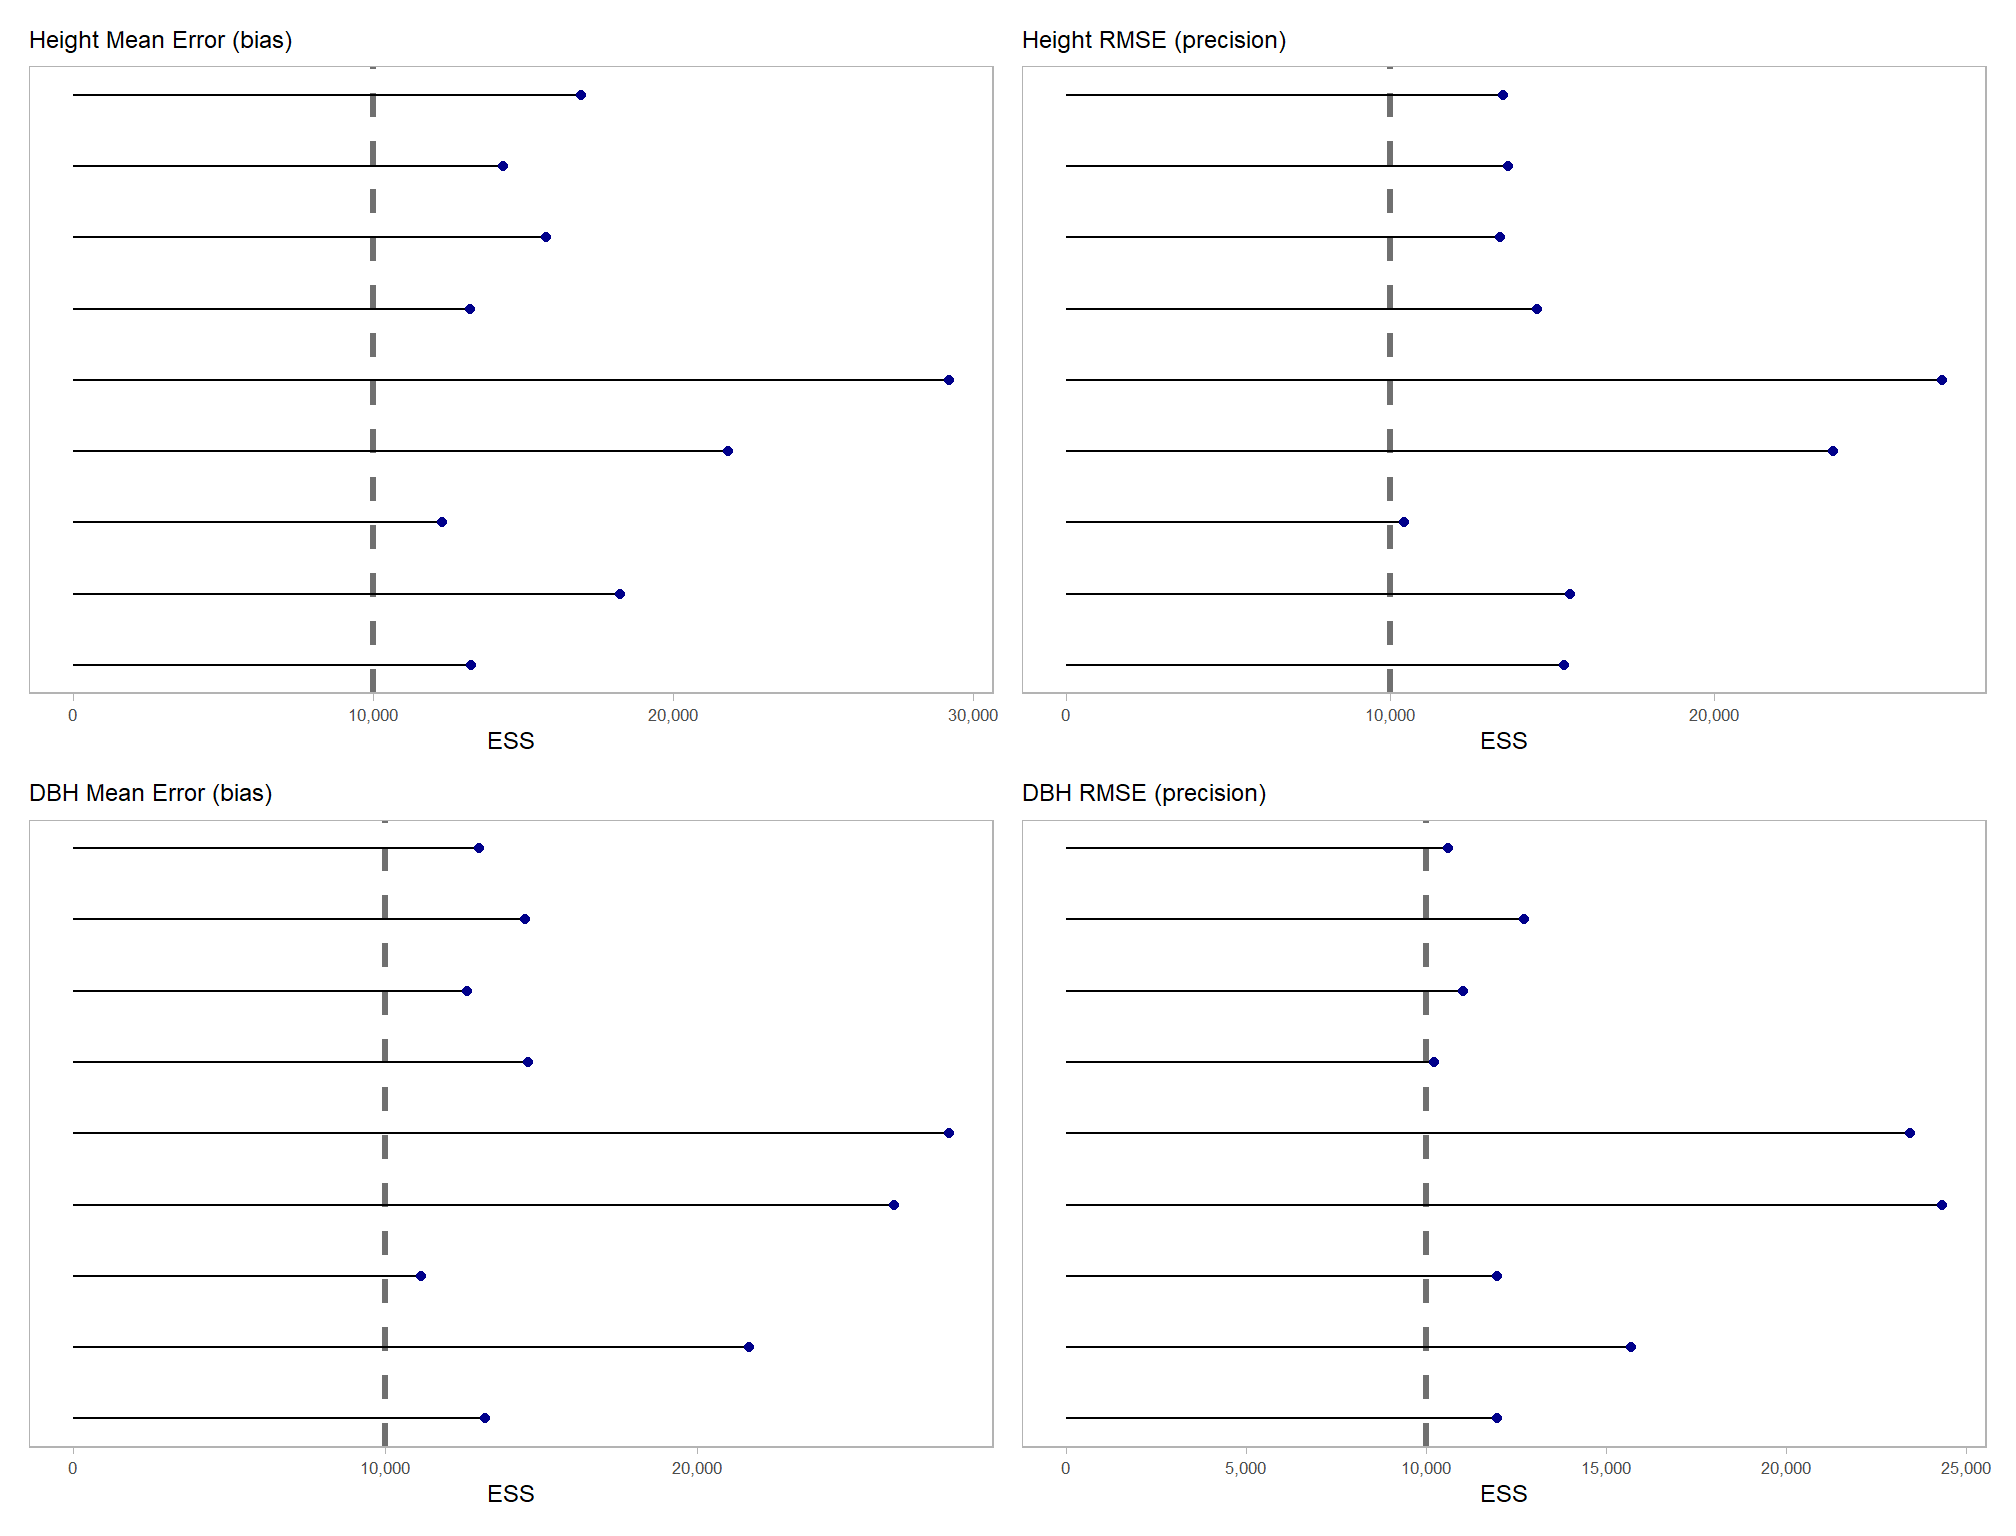 Height Mean Error (bias)
0
10,000
20,000
30,000
ESS
Height RMSE (precision)
0
10,000
20,000
ESS
DBH Mean Error (bias)
0
10,000
20,000
ESS
DBH RMSE (precision)
0
5,000
10,000
15,000
20,000
25,000
ESS